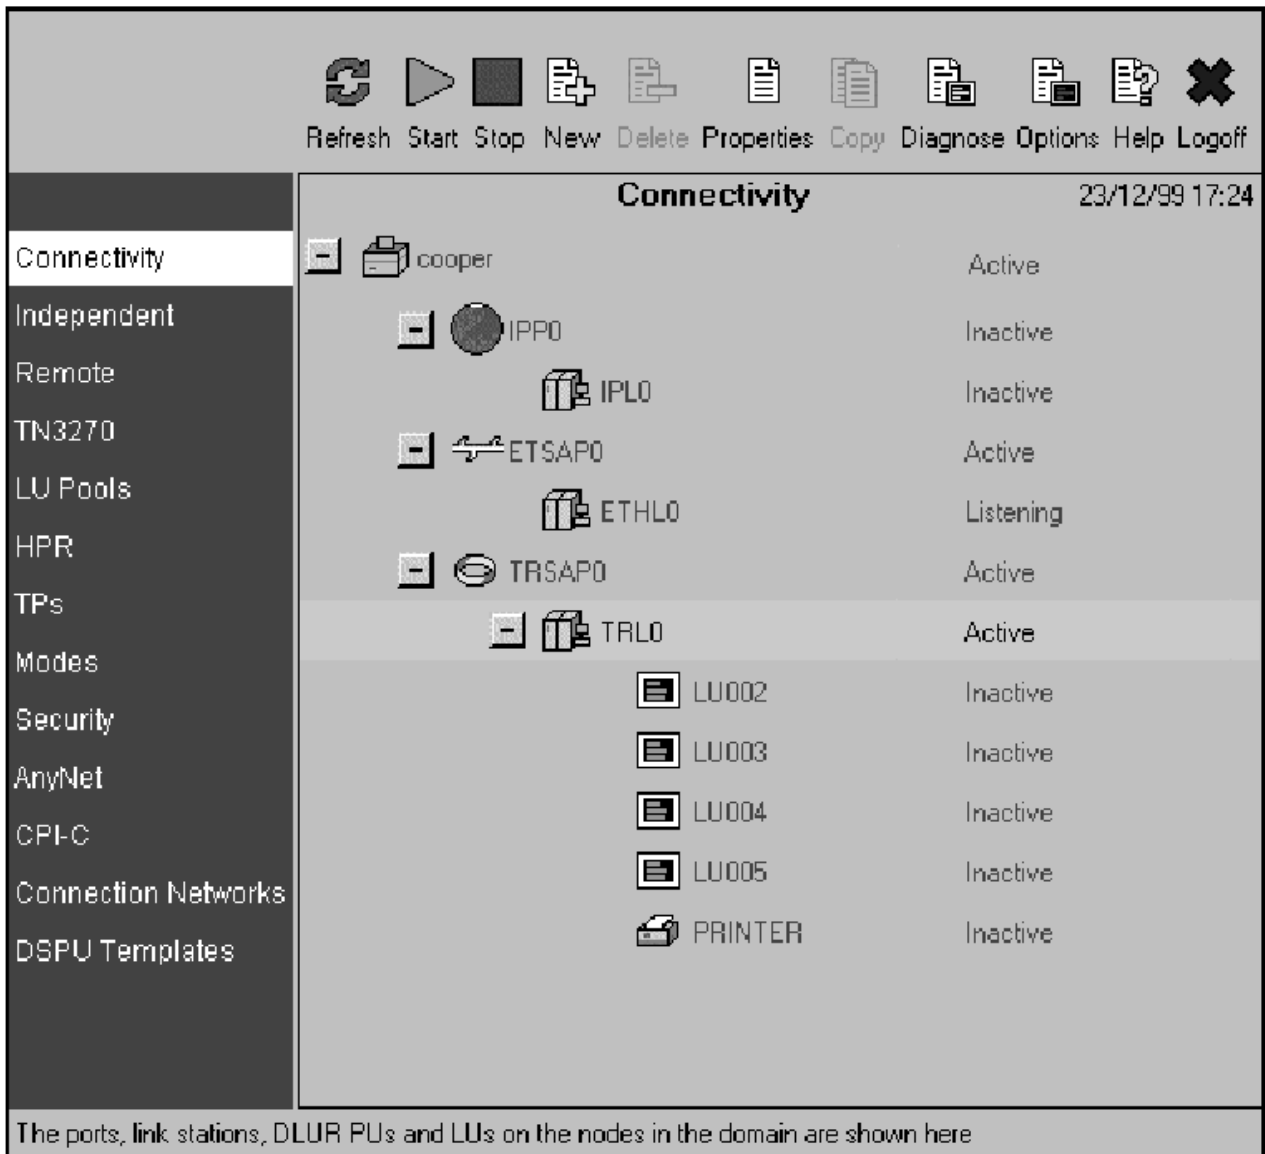 Refresh Start Stop New Delete Properties Copy Diagnose Options Help Logoff
Connectivity 23/12/99 17:24
Connectivity
Independent
Remote
TN3270
LU Pools
HPR
TPs
Modes
Security
AnyNet
CPI-C
Connection Networks
DSPU Templates
cooper Active
IPP0 Inactive
IPL0 Inactive
ETSAP0 Active
ETHL0 Listening
TRSAP0 Active
TRL0 Active
LU002 Inactive
LU003 Inactive
LU004 Inactive
LU005 Inactive
PRINTER Inactive
The ports, link stations, DLUR PUs and LUs on the nodes in the domain are shown here